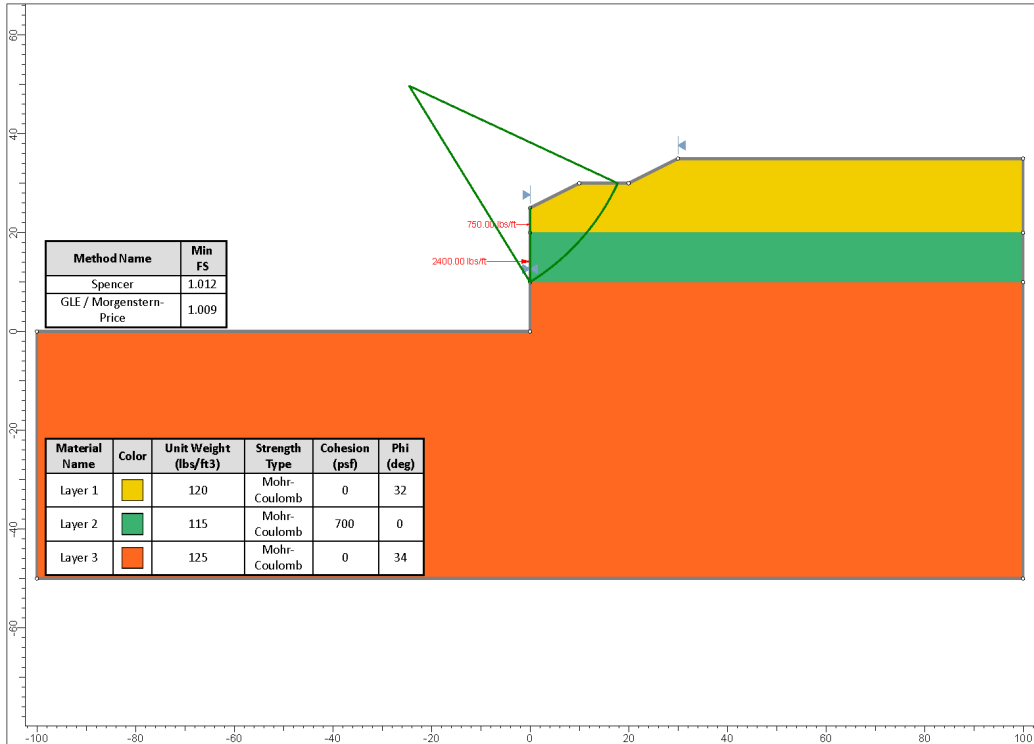 60
40
20
0
-20
-40
-60
750.00 lbs/ft
2400.00 lbs/ft
Method Name Min FS
Spencer 1.012
GLE / Morgenstern-Price 1.009
Material Name Color Unit Weight (lbs/ft3) Strength Type Cohesion (psf) Phi (deg)
Layer 1 120 Mohr-Coulomb 0 32
Layer 2 115 Mohr-Coulomb 700 0
Layer 3 125 Mohr-Coulomb 0 34
-100 -80 -60 -40 -20 0 20 40 60 80 100